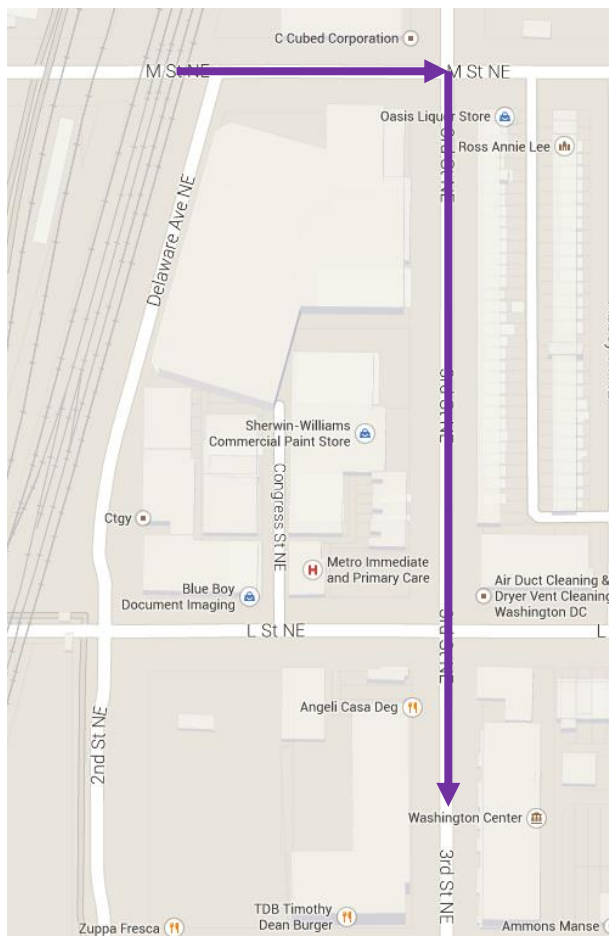 C Cubed Corporation
M St NE
M St NE
Oasis Liquor Store
3rd St NE
Ross Annie Lee
Delaware Ave NE
3rd St NE
Sherwin-Williams
Commercial Paint Store
Congress St NE
Ctgy
Metro Immediate
and Primary Care
H
Blue Boy
Document Imaging
Air Duct Cleaning &
Dryer Vent Cleaning
Washington DC
L St NE
L
3rd St NE
Angeli Casa Deg
2nd St NE
Washington Center
3rd St NE
TDB Timothy
Dean Burger
Zuppa Fresca
Ammons Manse